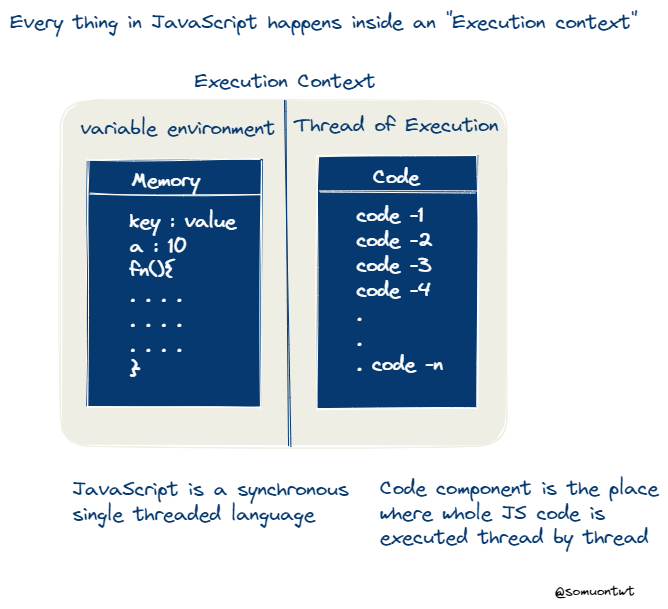 Every thing in JavaScript happens inside an "Execution context"
Execution Context
variable environment
Thread of Execution
Memory
key : value
a : 10
fn(){
. . . .
. . . .
. . . .
}
Code
code -1
code -2
code -3
code -4
.
.
. code -n
JavaScript is a synchronous
single threaded language
Code component is the place
where whole JS code is
executed thread by thread
@somuontwt